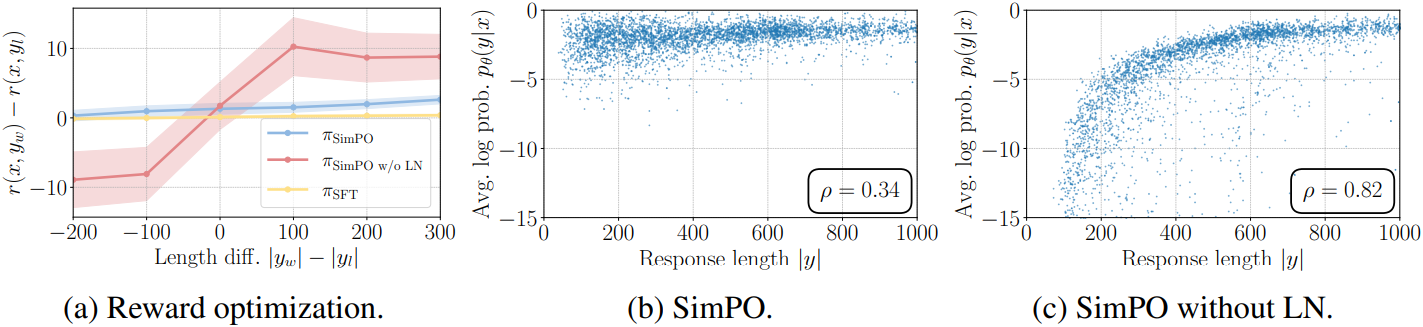 r(x, y_w) − r(x, y_l)
10
0
−10
−200
−100
0
100
200
300
Length diff. |y_w| − |y_l|
π_SimPO
π_SimPO w/o LN
π_SFT
(a) Reward optimization.
Avg. log prob. p_θ(y|x)
0
−5
−10
−15
0
200
400
600
800
1000
Response length |y|
ρ = 0.34
(b) SimPO.
Avg. log prob. p_θ(y|x)
0
−5
−10
−15
0
200
400
600
800
1000
Response length |y|
ρ = 0.82
(c) SimPO without LN.